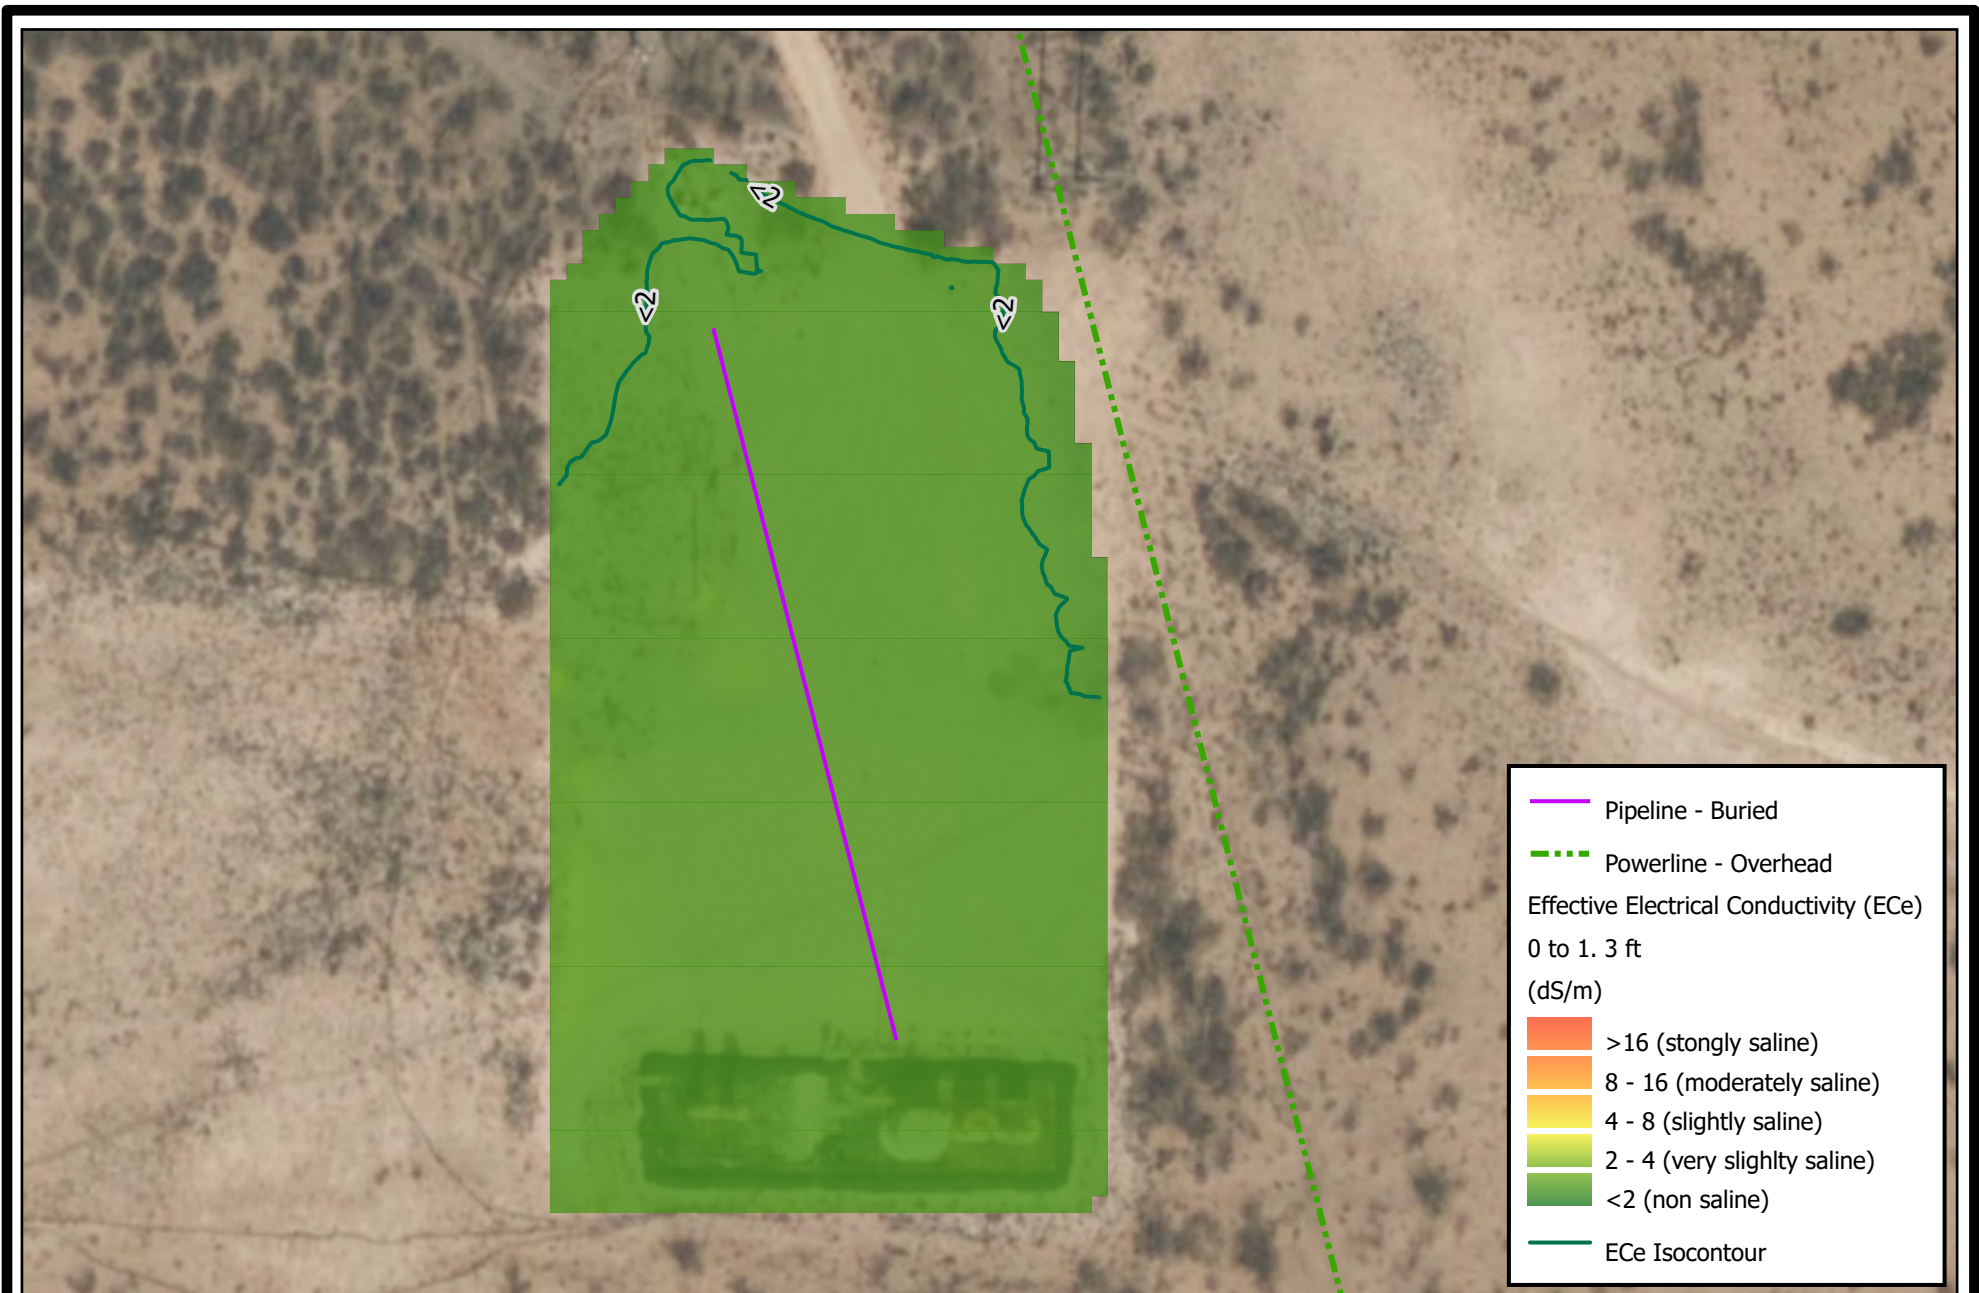 <2
<2
<2
Pipeline - Buried
Powerline - Overhead
Effective Electrical Conductivity (ECe)
0 to 1. 3 ft
(dS/m)
>16 (stongly saline)
8 - 16 (moderately saline)
4 - 8 (slightly saline)
2 - 4 (very slighlty saline)
<2 (non saline)
ECe Isocontour